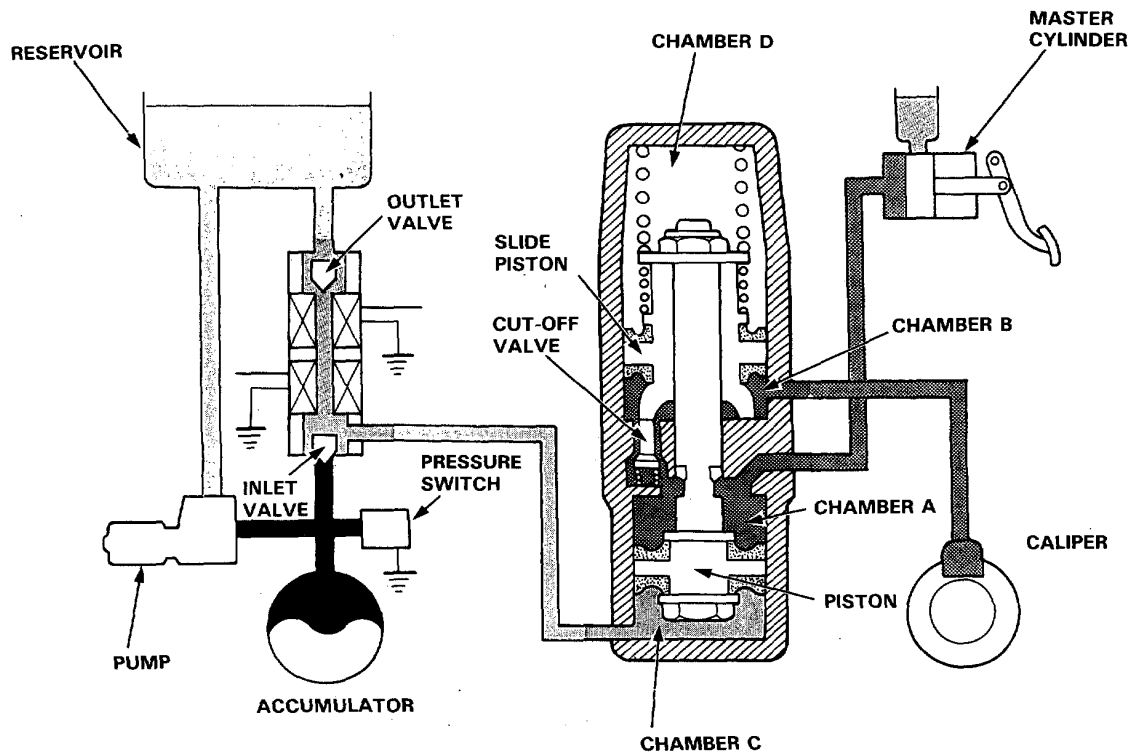 RESERVOIR
CHAMBER D
MASTER
CYLINDER
OUTLET
VALVE
SLIDE
PISTON
CUT-OFF
VALVE
CHAMBER B
INLET
VALVE
PRESSURE
SWITCH
CHAMBER A
CALIPER
PISTON
PUMP
ACCUMULATOR
CHAMBER C